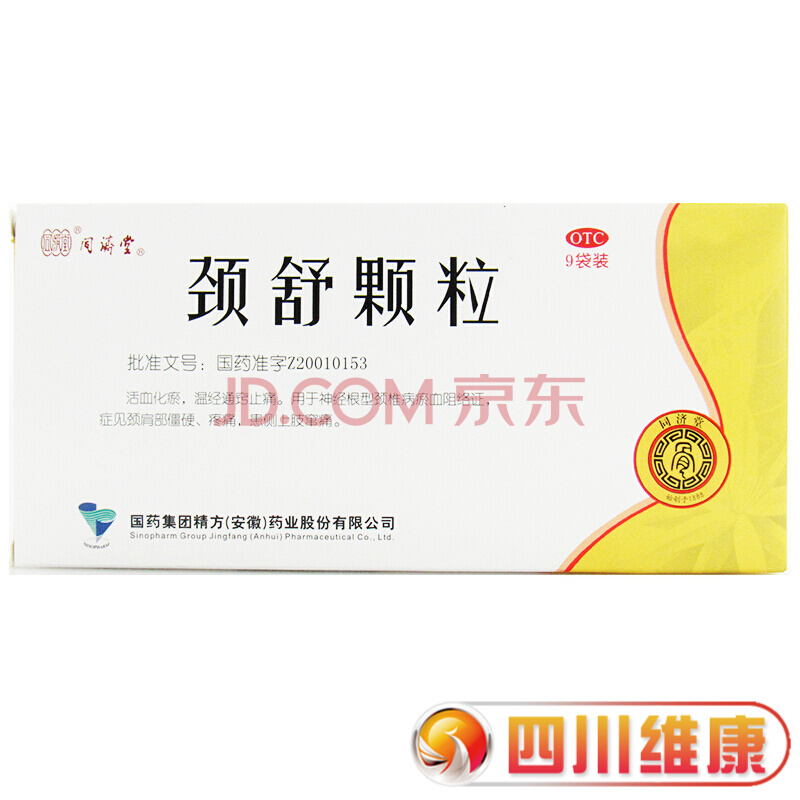 同济堂
同濟堂
颈舒颗粒
OTC
9袋装
批准文号：国药准字Z20010153
活血化瘀，温经通窍止痛。用于神经根型颈椎病瘀血阻络证，
症见颈肩部僵硬、疼痛，患侧上肢窜痛。
JD.COM 京东
同济堂
始创于1888
SINOPHARM
国药集团精方(安徽)药业股份有限公司
Sinopharm Group Jingfang (Anhui) Pharmaceutical Co., Ltd.
四川维康